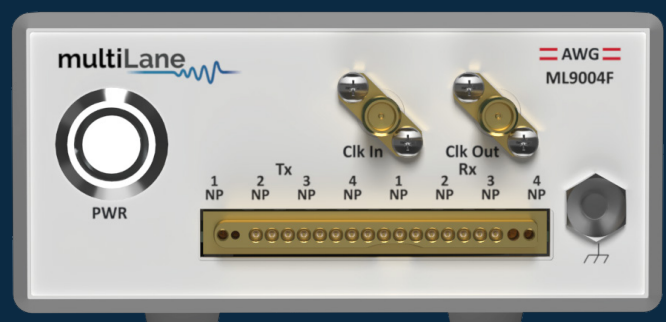 multiLane
AWG
ML9004F
Clk In
Clk Out
Tx
Rx
1 2 3 4 1 2 3 4
NP NP NP NP NP NP NP NP
PWR